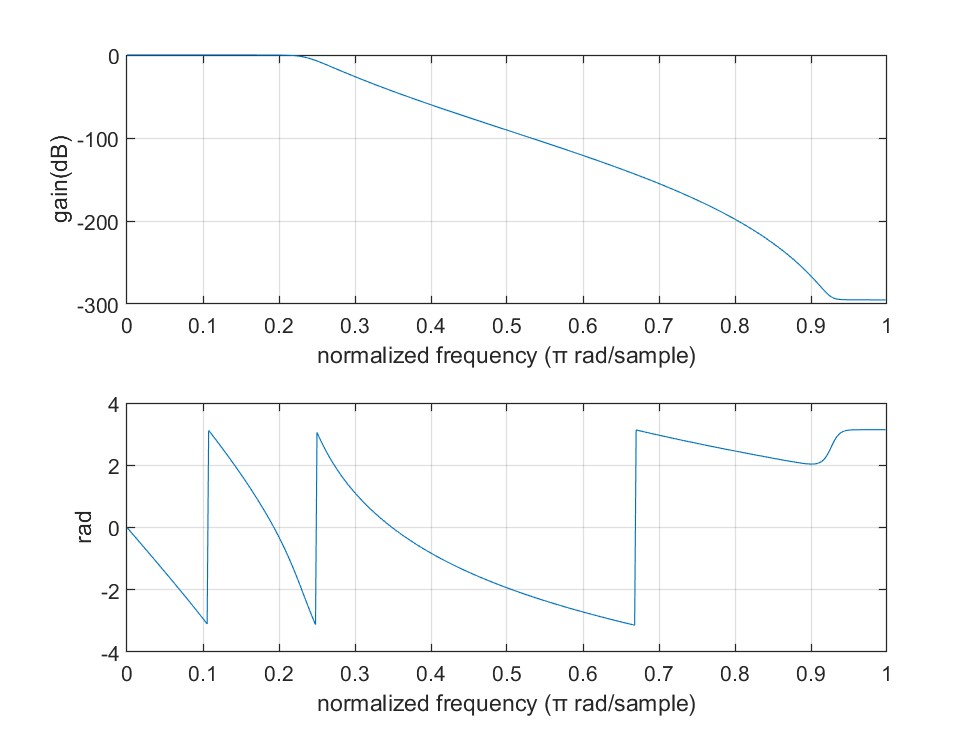 0
-100
-200
-300
gain(dB)
0 0.1 0.2 0.3 0.4 0.5 0.6 0.7 0.8 0.9 1
normalized frequency (π rad/sample)
4
2
0
-2
-4
rad
0 0.1 0.2 0.3 0.4 0.5 0.6 0.7 0.8 0.9 1
normalized frequency (π rad/sample)